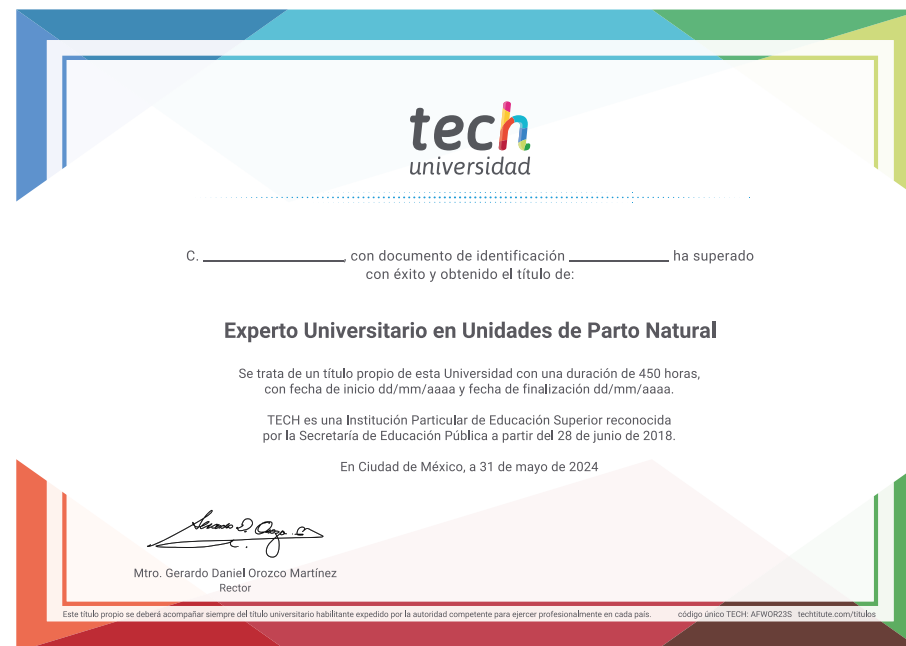 tech
universidad
C. ____________, con documento de identificación __________ ha superado
con éxito y obtenido el título de:
Experto Universitario en Unidades de Parto Natural
Se trata de un título propio de esta Universidad con una duración de 450 horas,
con fecha de inicio dd/mm/aaaa y fecha de finalización dd/mm/aaaa.
TECH es una Institución Particular de Educación Superior reconocida
por la Secretaría de Educación Pública a partir del 28 de junio de 2018.
En Ciudad de México, a 31 de mayo de 2024
Mtro. Gerardo Daniel Orozco Martínez
Rector
Este título propio se deberá acompañar siempre del título universitario habilitante expedido por la autoridad competente para ejercer profesionalmente en cada país. código único TECH: AFWOR23S techtitute.com/titulos